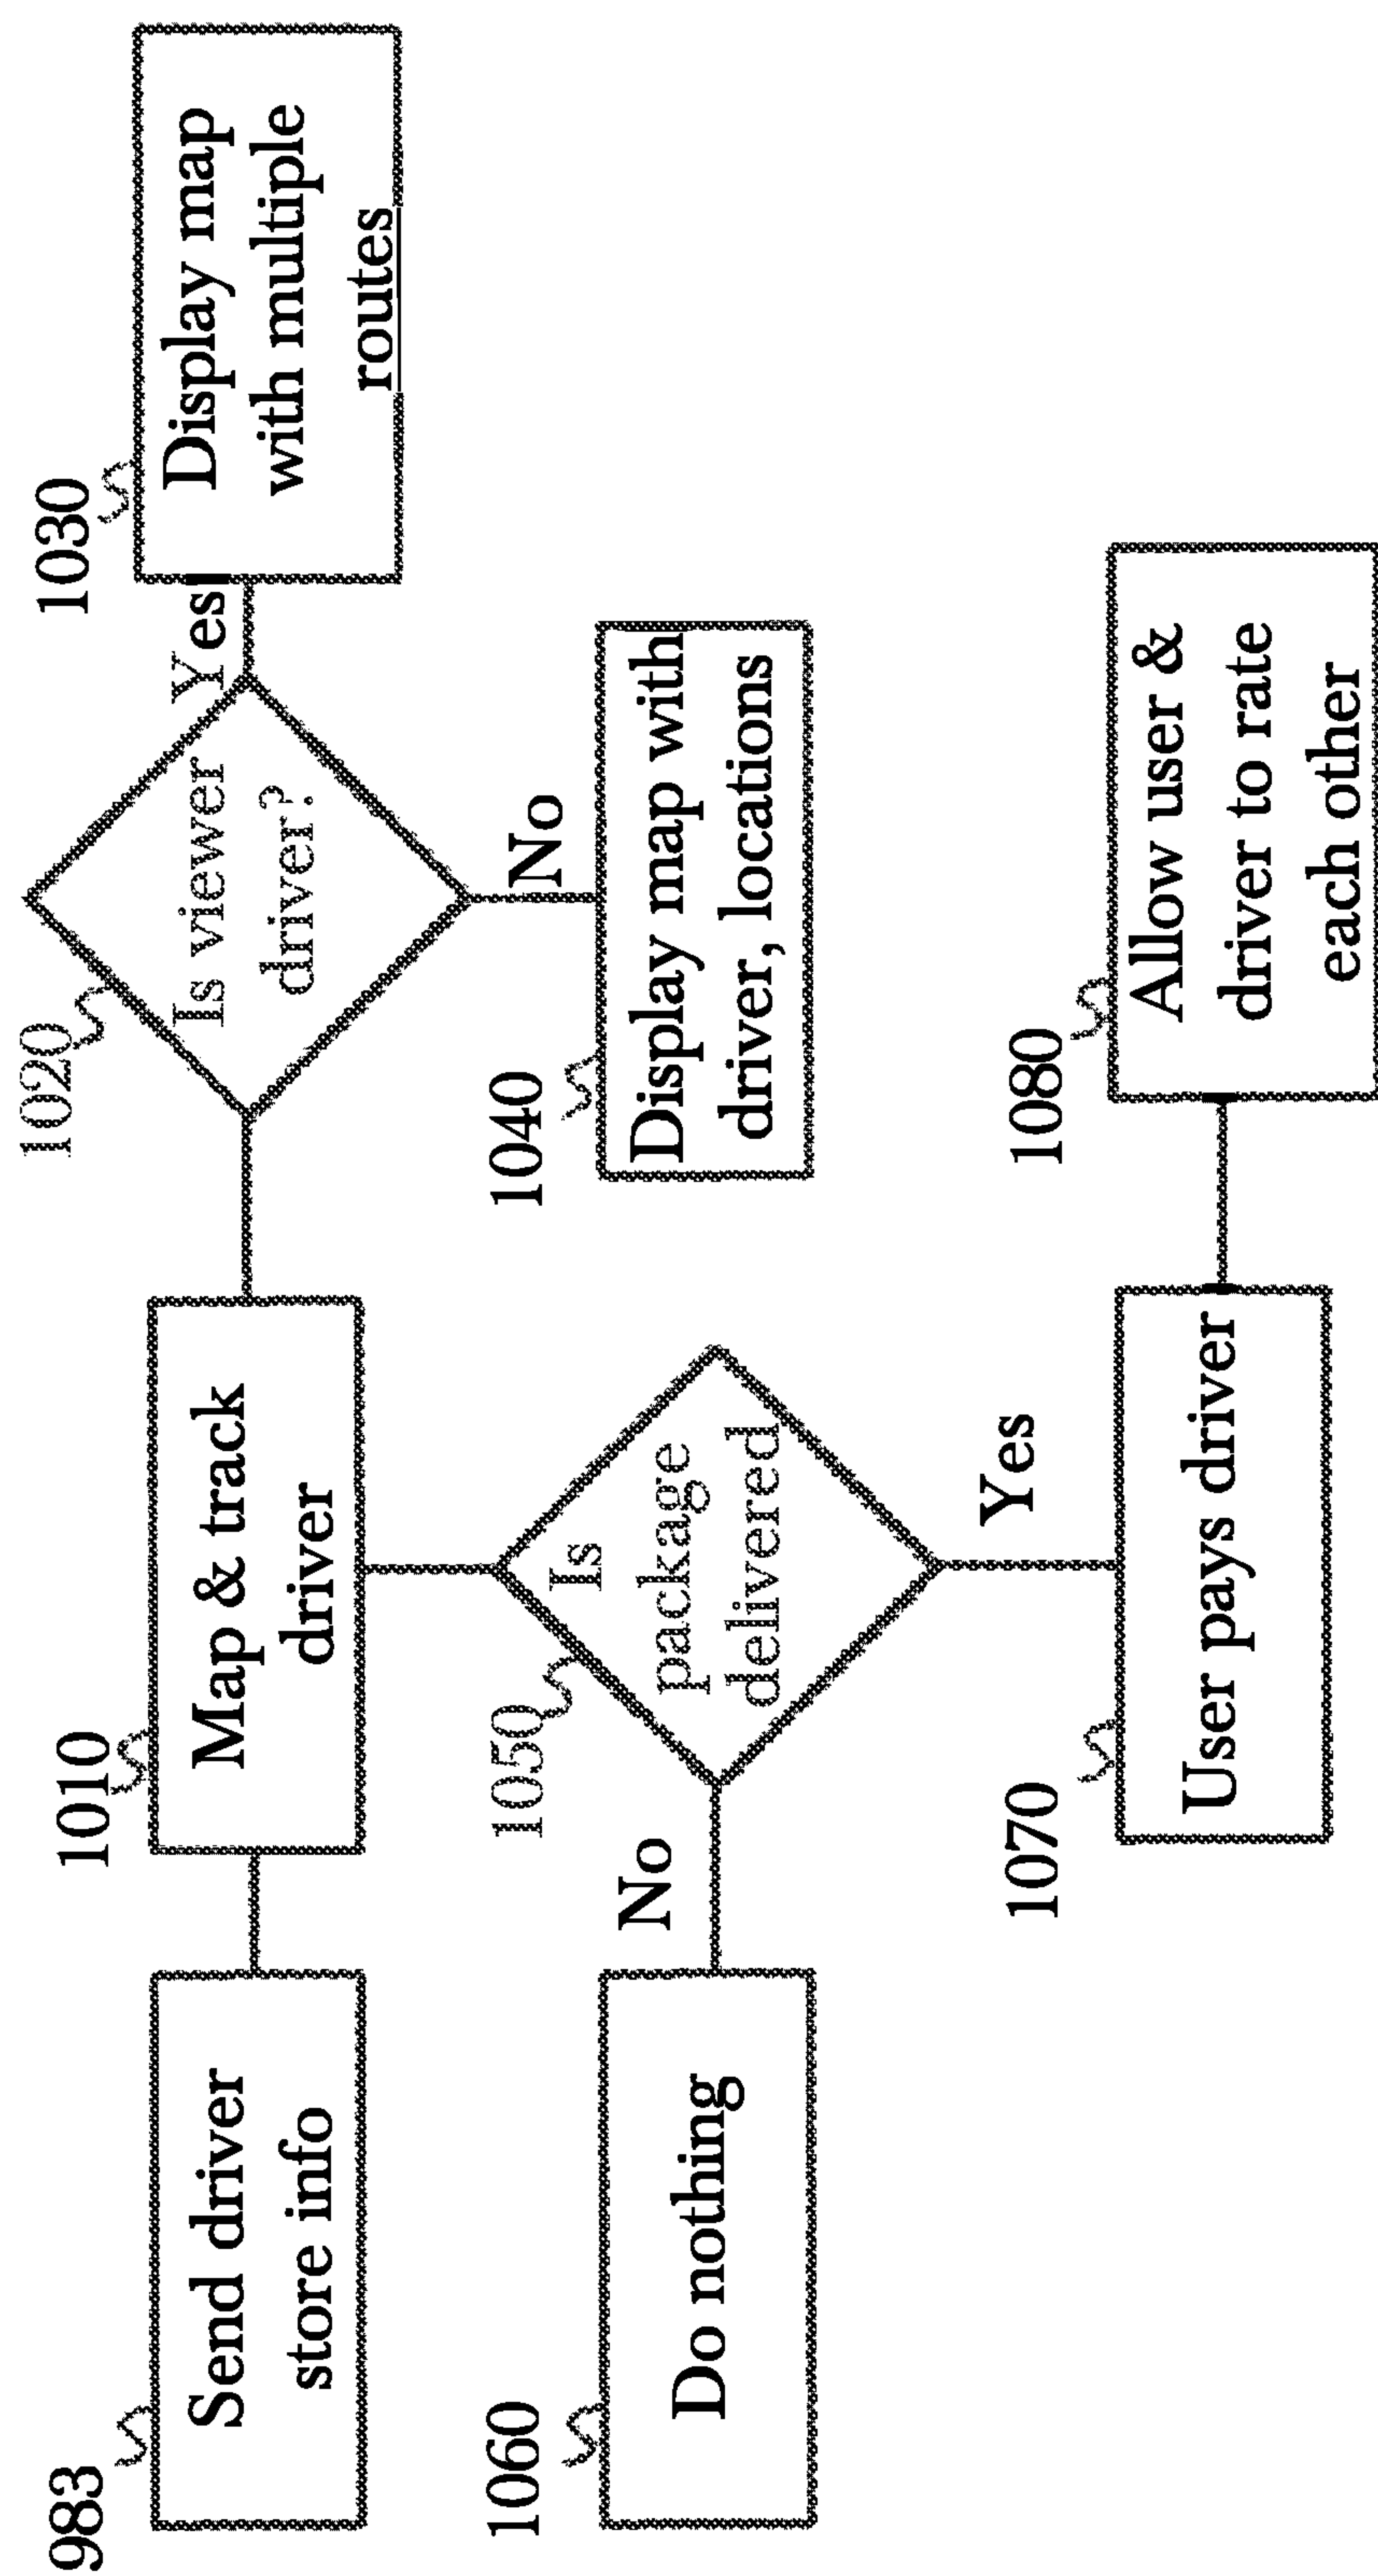 983
Send driver
store info
1010
Map & track
driver
1020
Is viewer
driver?
Yes
1030
Display map
with multiple
routes
No
1040
Display map with
driver, locations
1050
Is
package
delivered
No
1060
Do nothing
Yes
1070
User pays driver
1080
Allow user &
driver to rate
each other